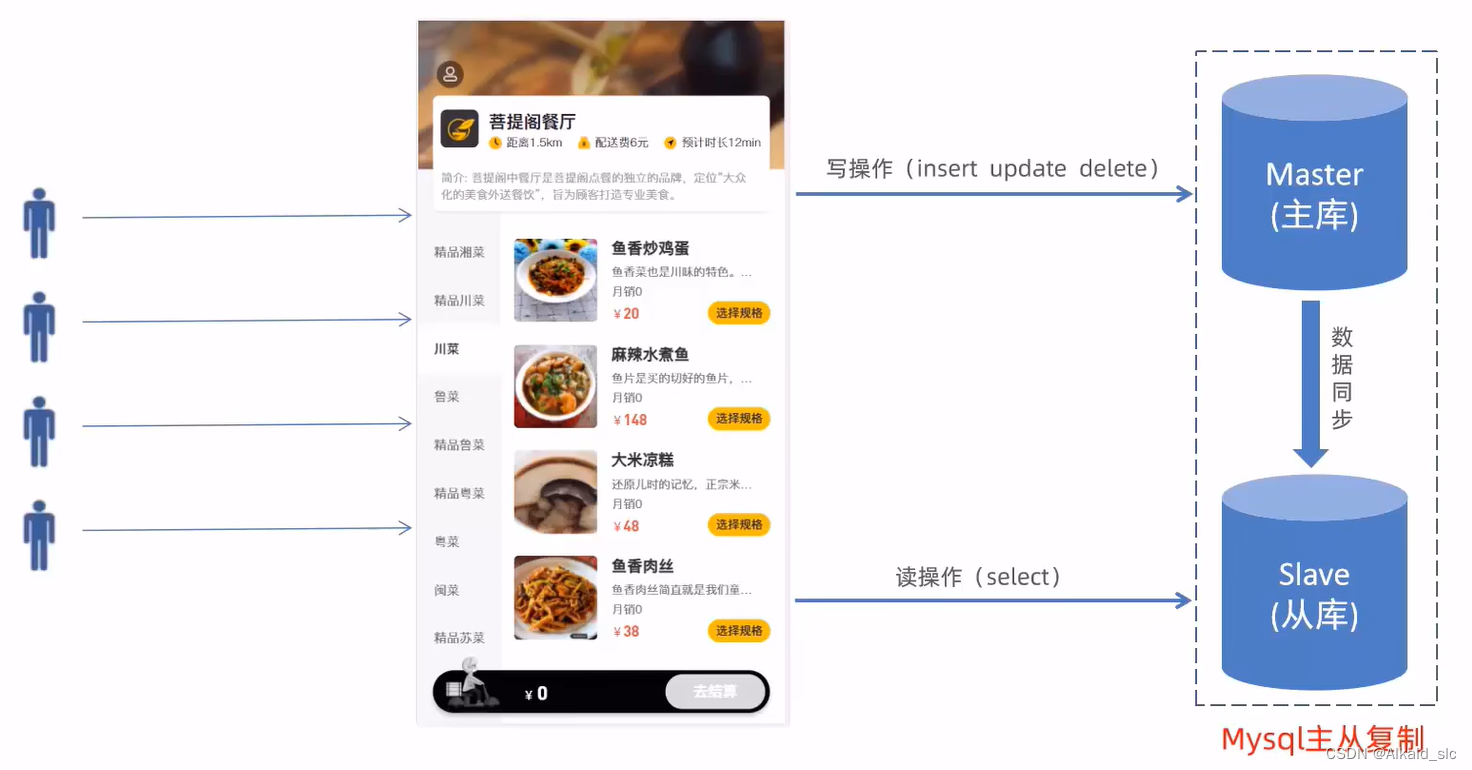 菩提阁餐厅
距离1.5km 配送费6元 预计时长12min
简介: 菩提阁中餐厅是菩提阁点餐的独立的品牌，定位“大众
化的美食外送餐饮”，旨为顾客打造专业美食。
精品湘菜
精品川菜
川菜
鲁菜
精品鲁菜
精品粤菜
粤菜
闽菜
精品苏菜
鱼香炒鸡蛋
鱼香菜也是川味的特色。...
月销0
¥20
选择规格
麻辣水煮鱼
鱼片是买的切好的鱼片，...
月销0
¥148
选择规格
大米凉糕
还原儿时的记忆，正宗米...
月销0
¥48
选择规格
鱼香肉丝
鱼香肉丝简直就是我们童...
月销0
¥38
选择规格
¥ 0
去结算
写操作（insert update delete）
读操作（select）
Master
(主库)
数
据
同
步
Slave
(从库)
Mysql主从复制
CSDN @Alkaid_slc